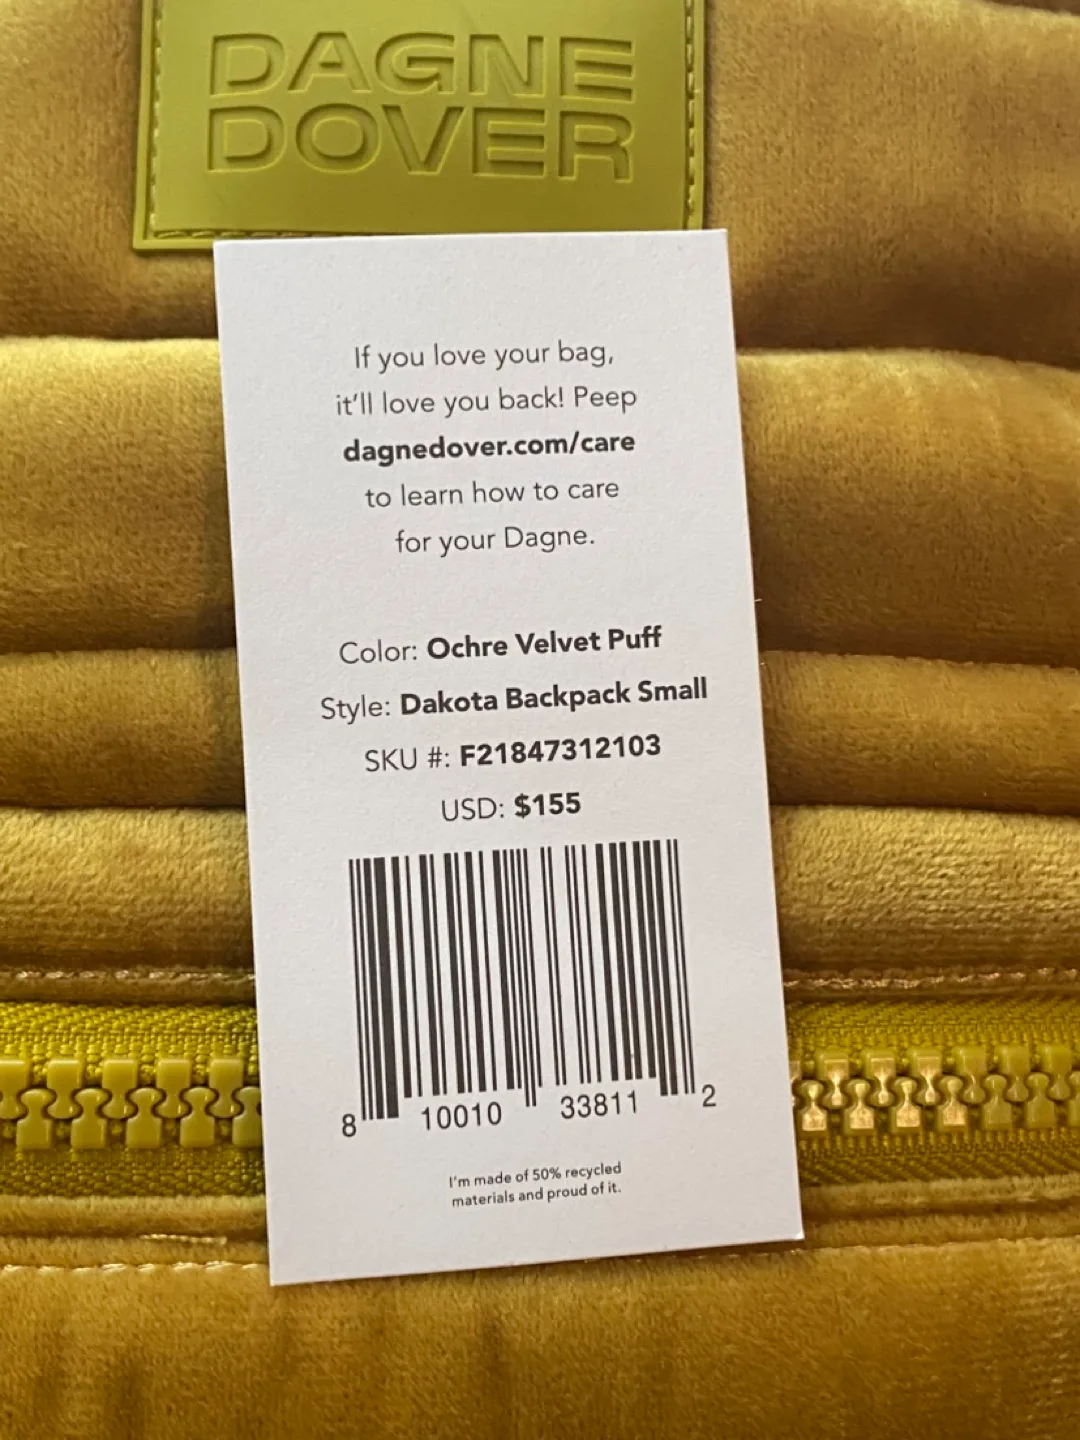 DAGNE
DOVER
If you love your bag,
it'll love you back! Peep
dagnedover.com/care
to learn how to care
for your Dagne.
Color: Ochre Velvet Puff
Style: Dakota Backpack Small
SKU #: F21847312103
USD: $155
8 10010 33811 2
I'm made of 50% recycled
materials and proud of it.